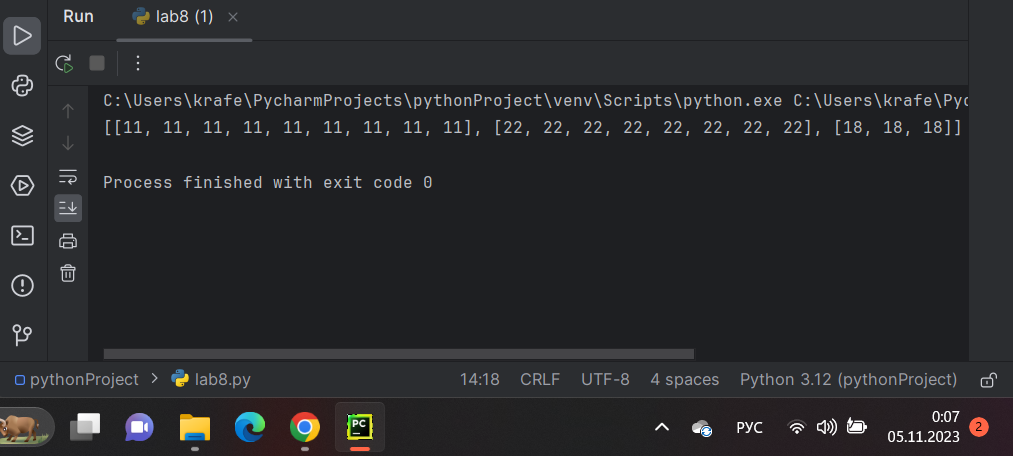 Run lab8 (1)
C:\Users\krafe\PycharmProjects\pythonProject\venv\Scripts\python.exe C:\Users\krafe\Pyc
[[11, 11, 11, 11, 11, 11, 11, 11, 11], [22, 22, 22, 22, 22, 22, 22, 22], [18, 18, 18]]
Process finished with exit code 0
pythonProject > lab8.py 14:18 CRLF UTF-8 4 spaces Python 3.12 (pythonProject)
PC
РУС
0:07
05.11.2023
2